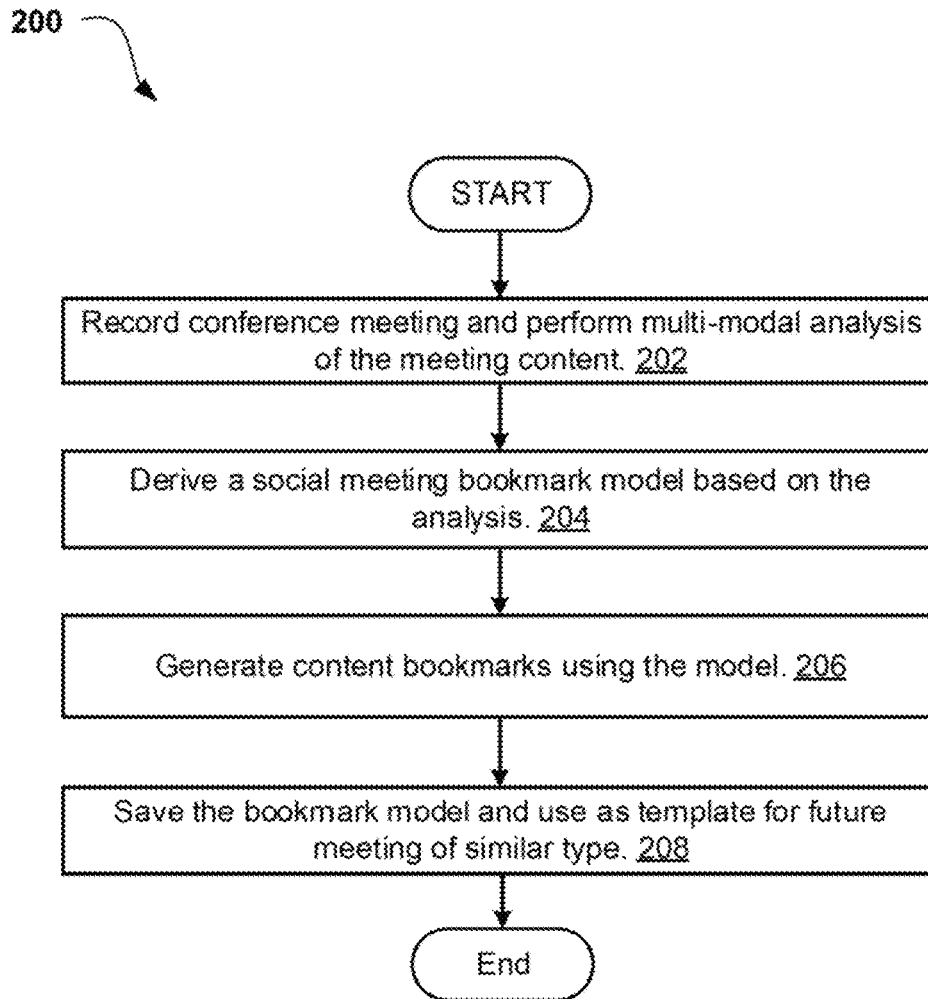 200
START
Record conference meeting and perform multi-modal analysis
of the meeting content. 202
Derive a social meeting bookmark model based on the
analysis. 204
Generate content bookmarks using the model. 206
Save the bookmark model and use as template for future
meeting of similar type. 208
End